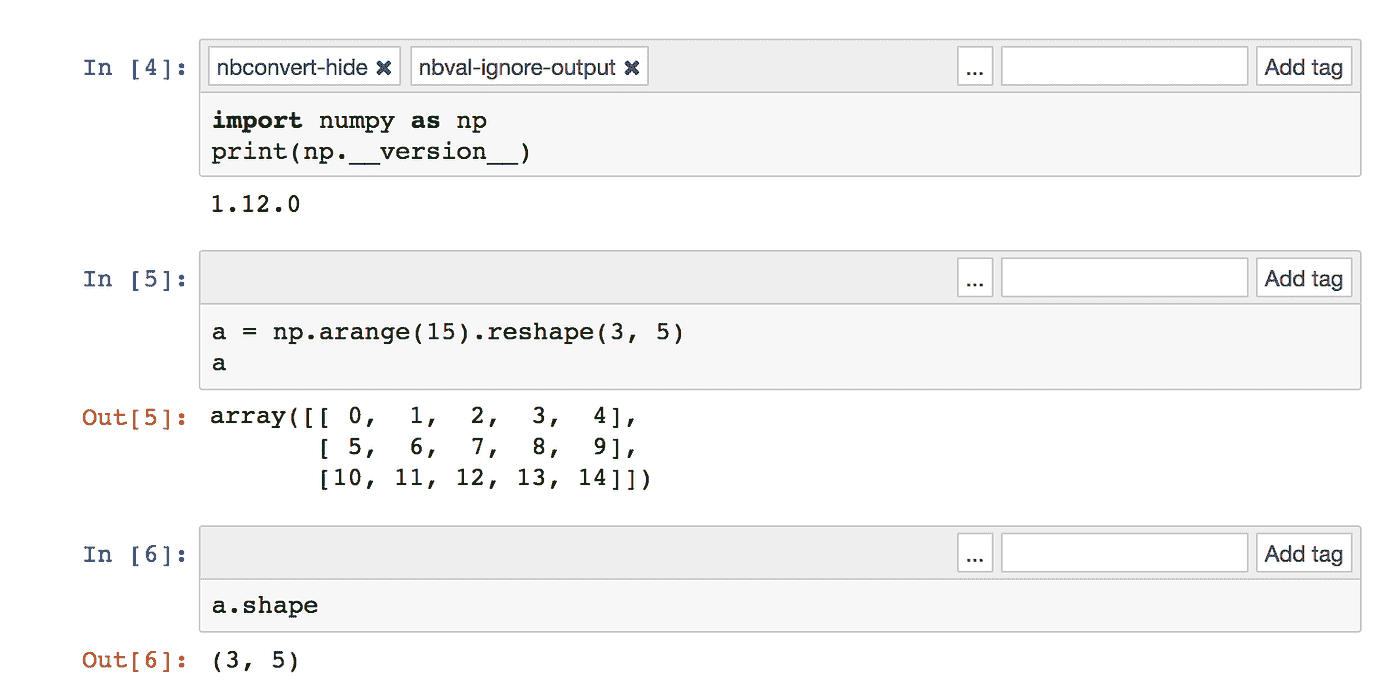 In [4]: nbconvert-hide ✖ nbval-ignore-output ✖ ... Add tag
import numpy as np
print(np.__version__)
1.12.0
In [5]: ... Add tag
a = np.arange(15).reshape(3, 5)
a
Out[5]: array([[ 0,  1,  2,  3,  4],
       [ 5,  6,  7,  8,  9],
       [10, 11, 12, 13, 14]])
In [6]: ... Add tag
a.shape
Out[6]: (3, 5)